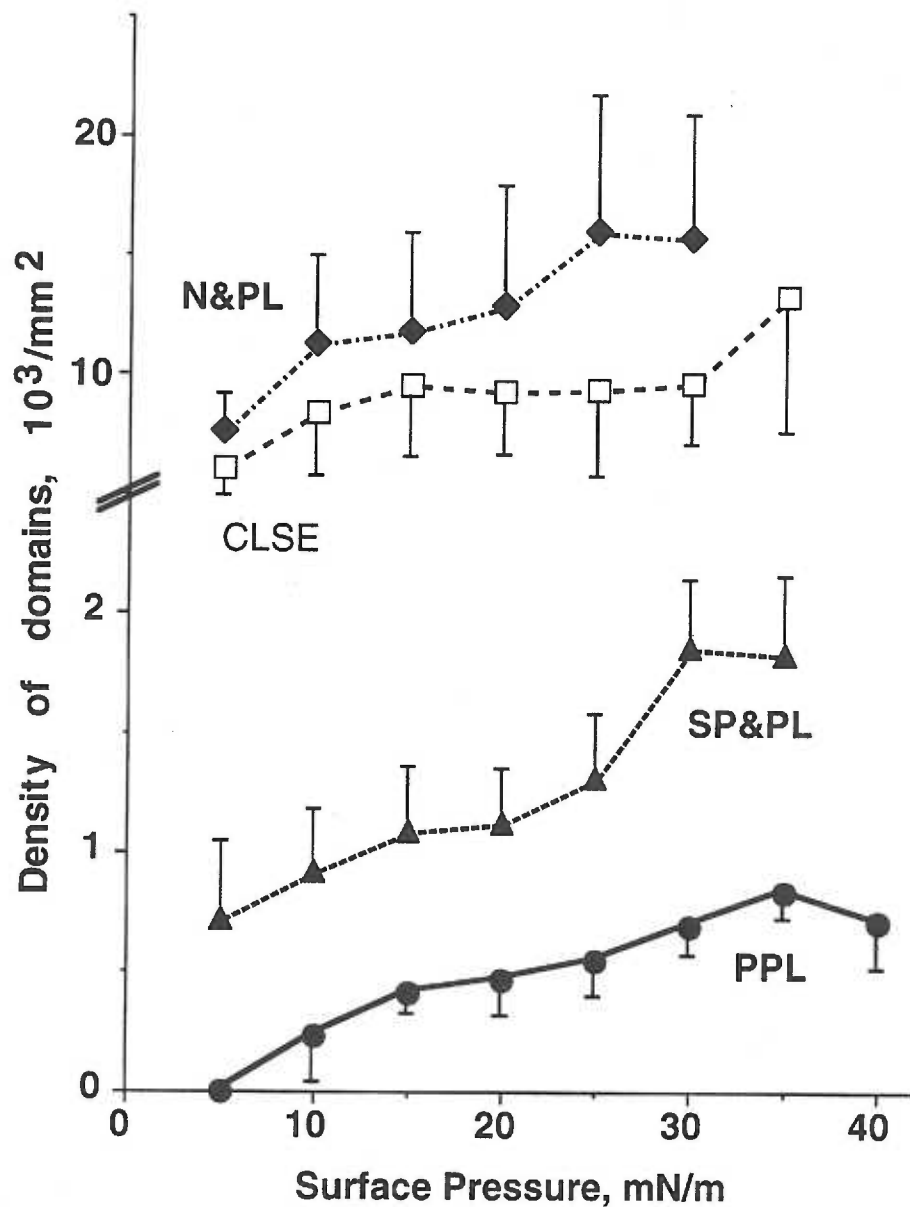 20
N&PL
10
CLSE
2
SP&PL
1
PPL
0
0 10 20 30 40
Surface Pressure, mN/m
Density of domains, 10³/mm²